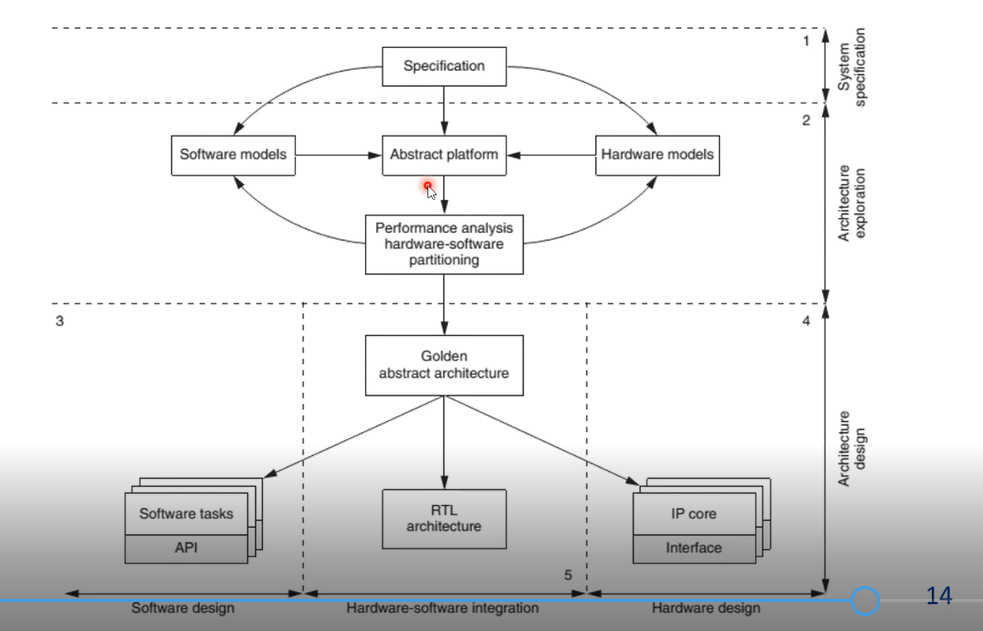 1
System
specification
Specification
2
Software models
Abstract platform
Hardware models
Architecture
exploration
Performance analysis
hardware-software
partitioning
3
4
Golden
abstract architecture
Architecture
design
Software tasks
API
RTL
architecture
IP core
Interface
5
Software design
Hardware-software integration
Hardware design
14